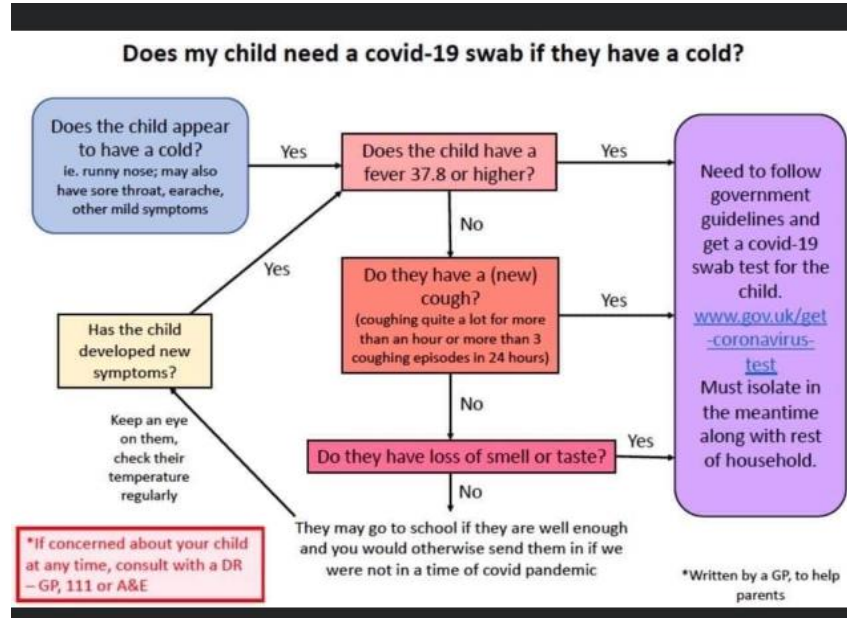 Does my child need a covid-19 swab if they have a cold?
Does the child appear
to have a cold?
ie. runny nose; may also
have sore throat, earache,
other mild symptoms
Yes
Does the child have a
fever 37.8 or higher?
Yes
Need to follow
government
guidelines and
get a covid-19
swab test for the
child.
www.gov.uk/get
-coronavirus-
test
Must isolate in
the meantime
along with rest
of household.
No
Yes
Do they have a (new)
cough?
(coughing quite a lot for more
than an hour or more than 3
coughing episodes in 24 hours)
Yes
Has the child
developed new
symptoms?
No
Keep an eye
on them,
check their
temperature
regularly
Do they have loss of smell or taste?
Yes
No
They may go to school if they are well enough
and you would otherwise send them in if we
were not in a time of covid pandemic
*If concerned about your child
at any time, consult with a DR
– GP, 111 or A&E
*Written by a GP, to help
parents